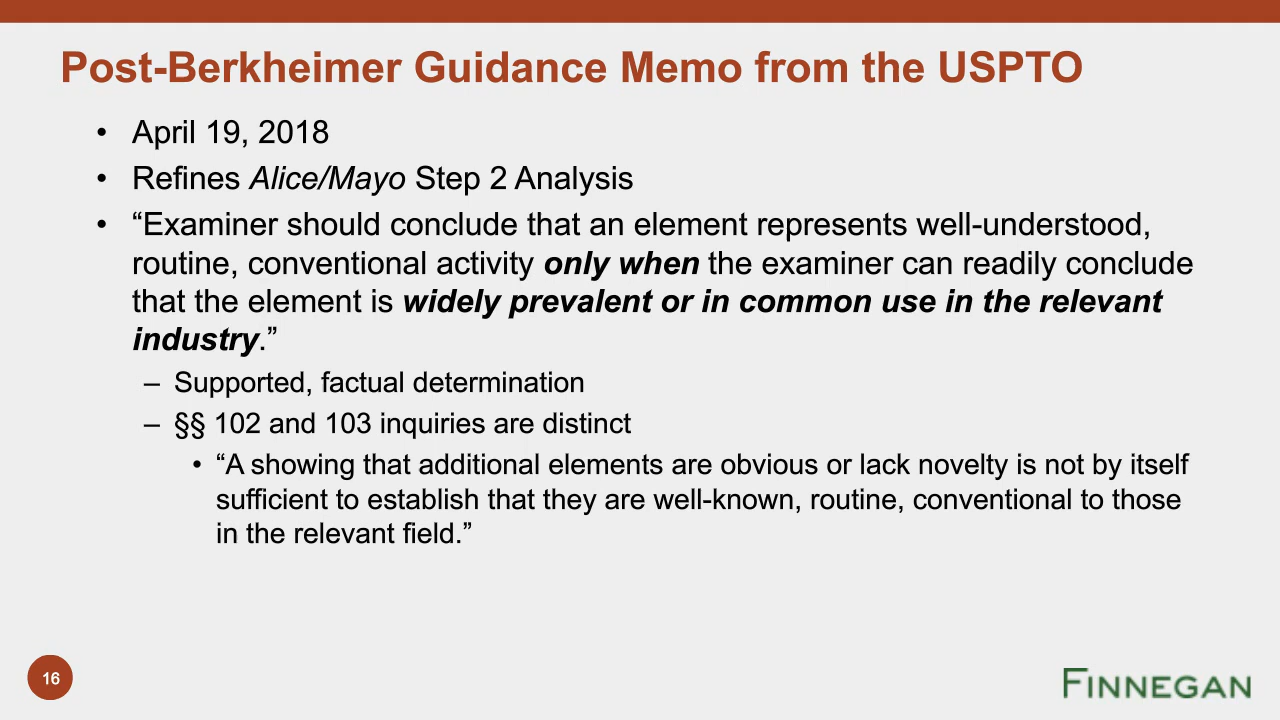 Post-Berkheimer Guidance Memo from the USPTO
• April 19, 2018
• Refines Alice/Mayo Step 2 Analysis
• “Examiner should conclude that an element represents well-understood,
routine, conventional activity only when the examiner can readily conclude
that the element is widely prevalent or in common use in the relevant
industry.”
– Supported, factual determination
– §§ 102 and 103 inquiries are distinct
• “A showing that additional elements are obvious or lack novelty is not by itself
sufficient to establish that they are well-known, routine, conventional to those
in the relevant field.”
16
FINNEGAN